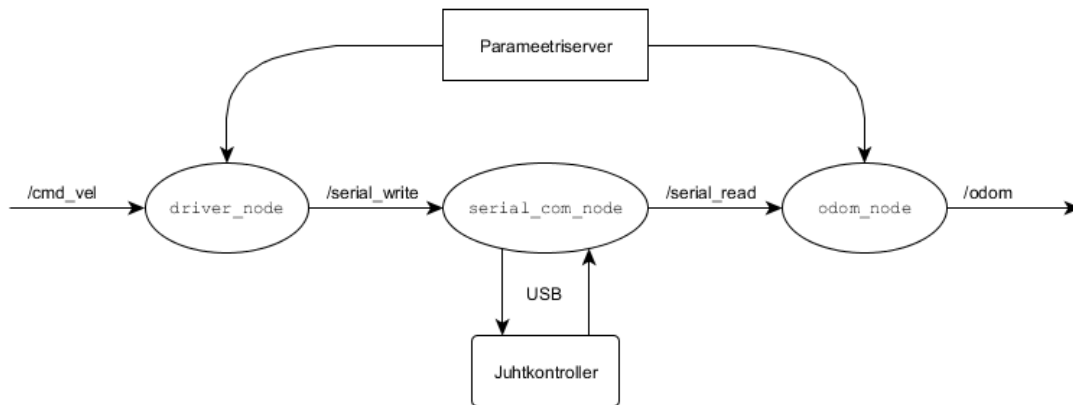 Parameetriserver
/cmd_vel
driver_node
/serial_write
serial_com_node
/serial_read
odom_node
/odom
USB
Juhtkontroller